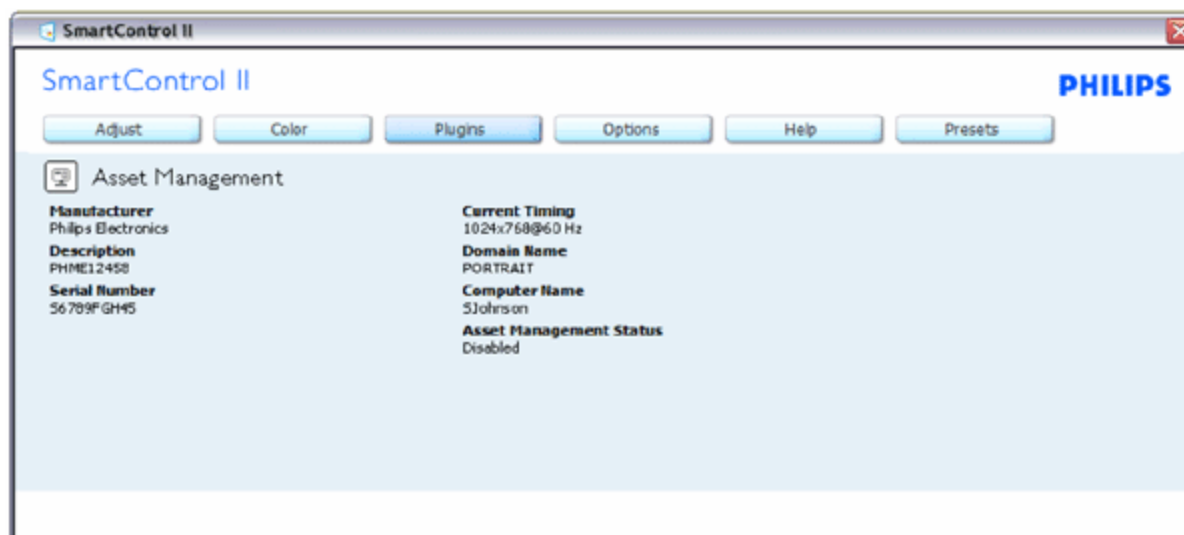 SmartControl II
SmartControl II
PHILIPS
Adjust Color Plugins Options Help Presets
Asset Management
Manufacturer
Philips Electronics
Description
PHME12458
Serial Number
56789FGH45
Current Timing
1024x768@60 Hz
Domain Name
PORTRAIT
Computer Name
SJohnson
Asset Management Status
Disabled